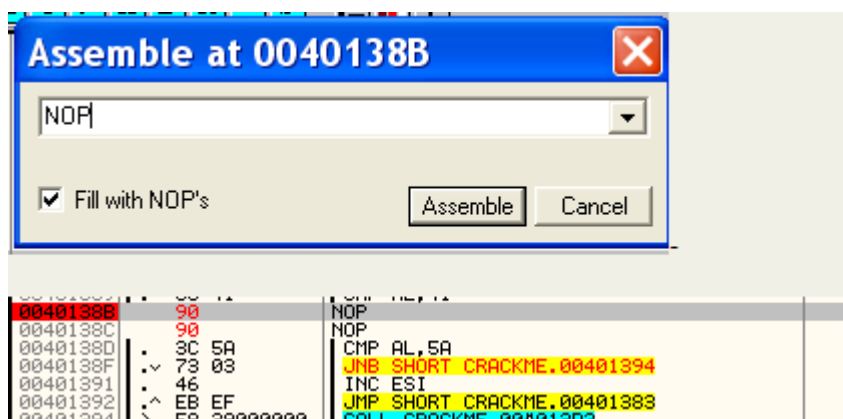 Assemble at 0040138B
NOP
Fill with NOP's
Assemble Cancel
0040138B 90 NOP
0040138C 90 NOP
0040138D . 3C 5A CMP AL,5A
0040138F .v 73 03 JNB SHORT CRACKME.00401394
00401391 . 46 INC ESI
00401392 .^ EB EF JMP SHORT CRACKME.00401383